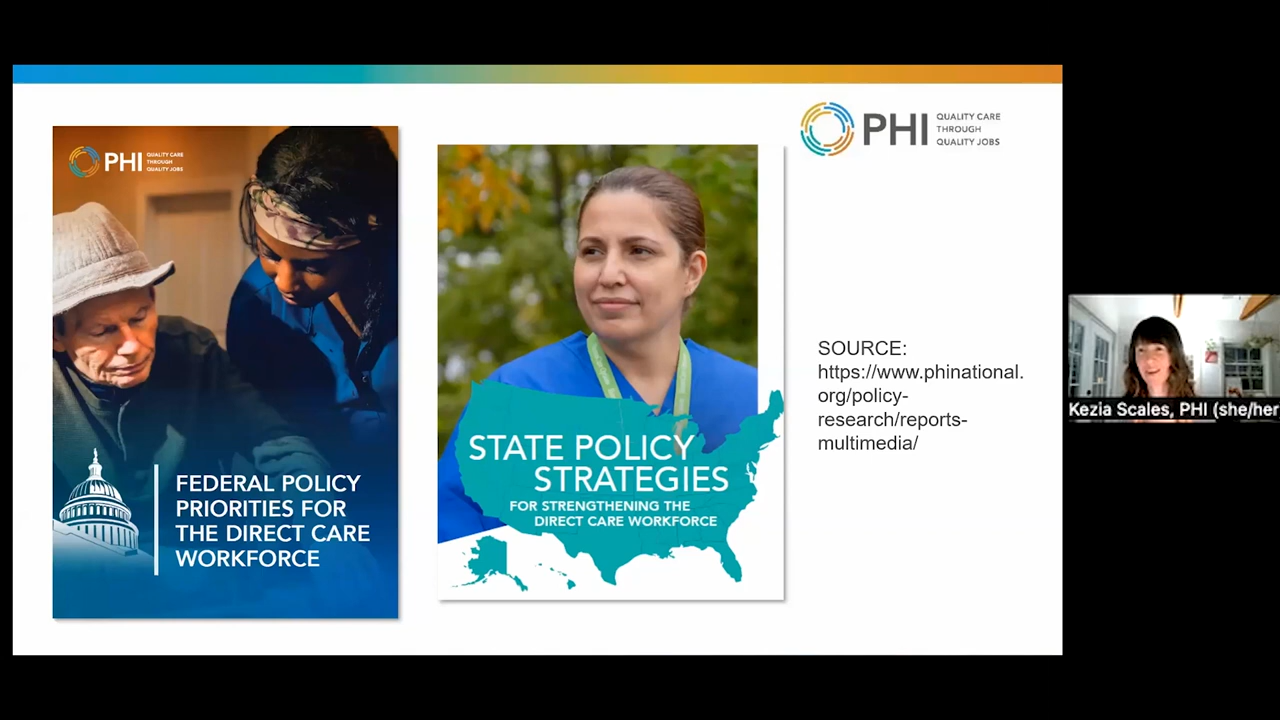 PHI
QUALITY CARE
THROUGH
QUALITY JOBS
FEDERAL POLICY
PRIORITIES FOR
THE DIRECT CARE
WORKFORCE
STATE POLICY
STRATEGIES
FOR STRENGTHENING THE
DIRECT CARE WORKFORCE
PHI
QUALITY CARE
THROUGH
QUALITY JOBS
SOURCE:
https://www.phinational.
org/policy-
research/reports-
multimedia/
Kezia Scales, PHI (she/her